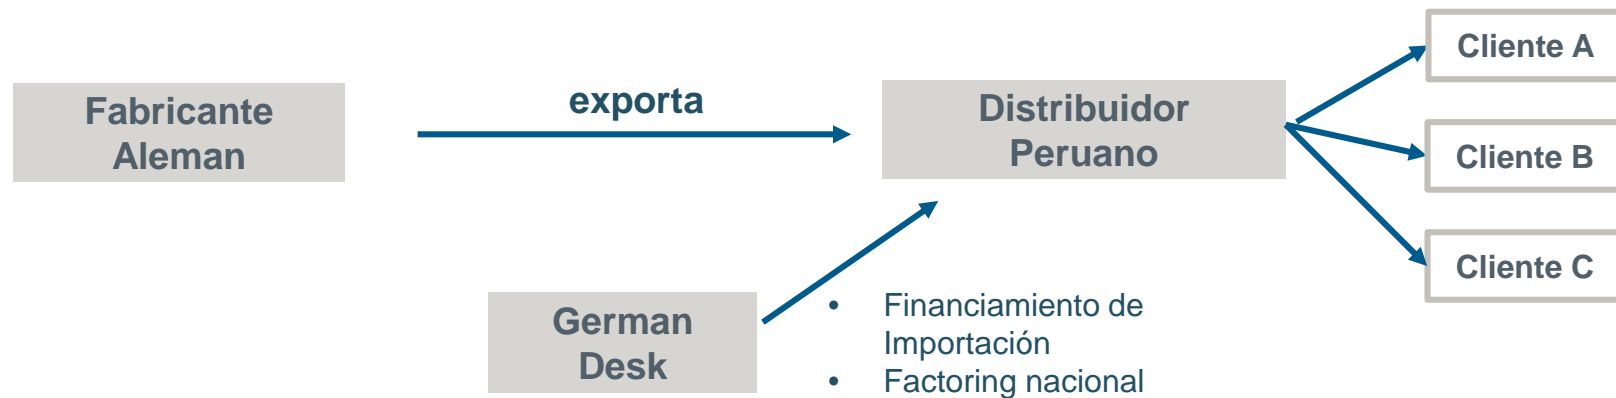 Fabricante
Aleman
exporta
Distribuidor
Peruano
Cliente A
Cliente B
Cliente C
German
Desk
• Financiamiento de
Importación
• Factoring nacional